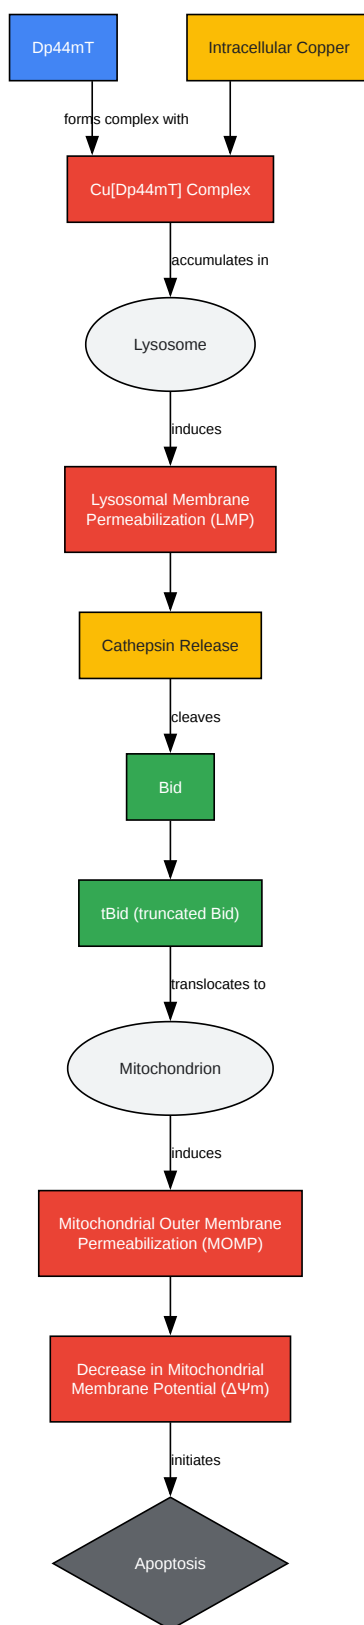 Dp44mT
Intracellular Copper
forms complex with
Cu[Dp44mT] Complex
accumulates in
Lysosome
induces
Lysosomal Membrane
Permeabilization (LMP)
Cathepsin Release
cleaves
Bid
tBid (truncated Bid)
translocates to
Mitochondrion
induces
Mitochondrial Outer Membrane
Permeabilization (MOMP)
Decrease in Mitochondrial
Membrane Potential (ΔΨm)
initiates
Apoptosis